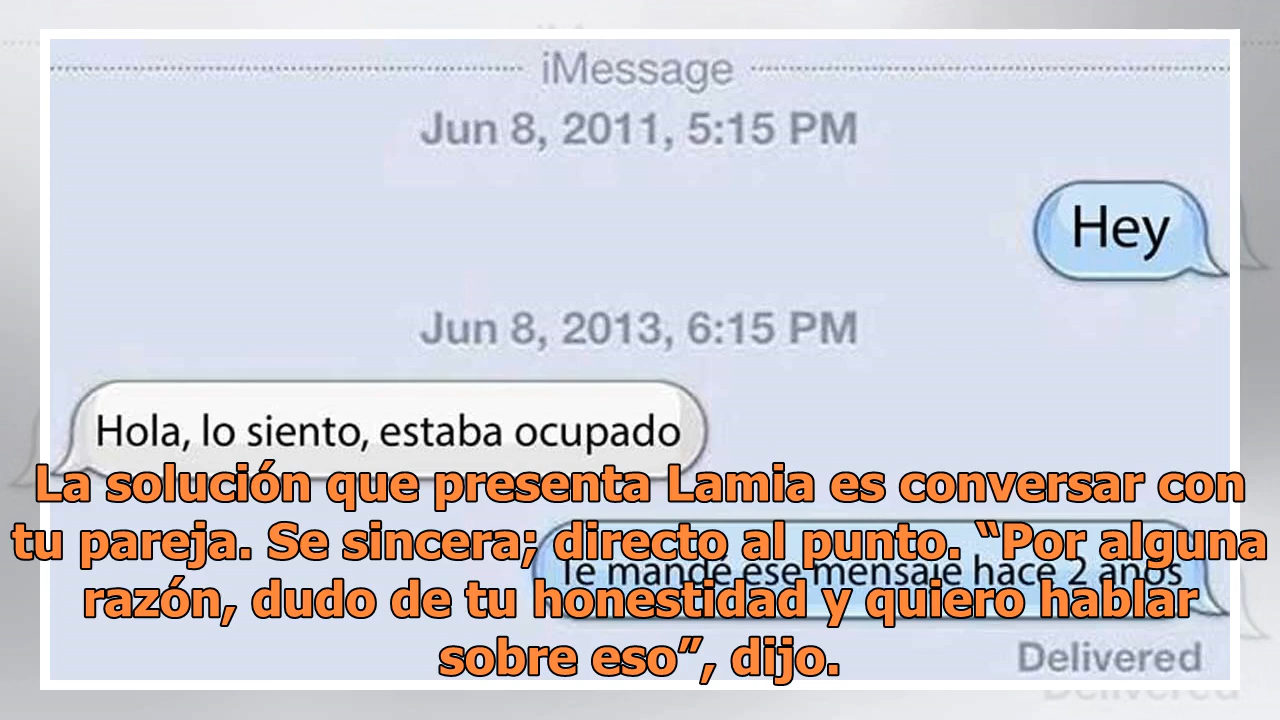 iMessage
Jun 8, 2011, 5:15 PM
Hey
Jun 8, 2013, 6:15 PM
Hola, lo siento, estaba ocupado
La solución que presenta Lamia es conversar con
tu pareja. Se sincera; directo al punto. “Por alguna
Te mandé ese mensaje hace 2 años
razón, dudo de tu honestidad y quiero hablar
sobre eso”, dijo.
Delivered